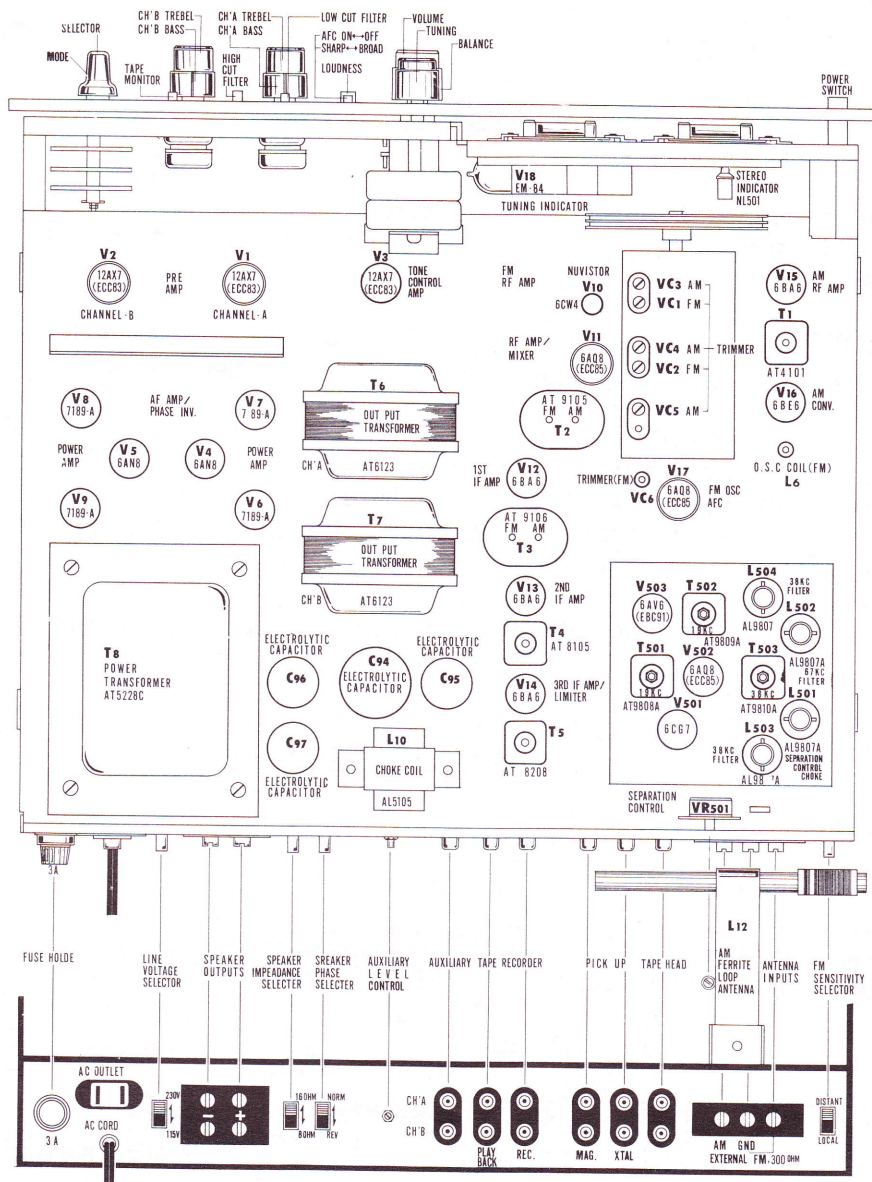 SELECTOR
MODE
TAPE
MONITOR
CH'B TREBEL
CH'B BASS
HIGH
CUT
FILTER
CH'A TREBEL
CH'A BASS
LOW CUT FILTER
AFC ON↔OFF
SHARP↔BROAD
LOUDNESS
VOLUME
TUNING
BALANCE
POWER
SWITCH
V18
EM-84
TUNING INDICATOR
STEREO
INDICATOR
NL501
V2
12AX7
(ECC83)
CHANNEL-B
PRE
AMP
V1
12AX7
(ECC83)
CHANNEL-A
V3
12AX7
(ECC83)
TONE
CONTROL
AMP
FM
RF AMP
NUVISTOR
V10
6CW4
VC3 AM
VC1 FM
VC4 AM
TRIMMER
VC2 FM
VC5 AM
V15
6BA6
AM
RF AMP
T1
AT4101
V16
6BE6
AM
CONV.
O.S.C COIL(FM)
L6
RF AMP/
MIXER
V11
6AQ8
(ECC85)
AT 9105
FM AM
T2
T6
OUT PUT
TRANSFORMER
CH'A
AT6123
V8
7189-A
AF AMP/
PHASE INV.
V7
7 89-A
POWER
AMP
V5
6AN8
V4
6AN8
POWER
AMP
V9
7189-A
V6
7189-A
1ST
IF AMP
V12
6BA6
TRIMMER(FM)
VC6
V17
6AQ8
(ECC85
FM OSC
AFC
T7
OUT PUT
TRANSFORMER
CH'B
AT6123
AT 9106
FM AM
T3
V13
6BA6
2ND
IF AMP
T4
AT 8105
V14
6BA6
3RD IF AMP/
LIMITER
T5
AT 8208
T8
POWER
TRANSFORMER
AT5228C
ELECTROLYTIC
CAPACITOR
C96
C94
ELECTROLYTIC
CAPACITOR
ELECTROLYTIC
CAPACITOR
C95
C97
ELECTROLYTIC
CAPACITOR
L10
CHOKE COIL
AL5105
V503
6AV6
(EBC91)
T502
19KC
AT9809A
L504
38KC
FILTER
AL9807
L502
AL9807A
67KC
FILTER
T501
19KC
AT9808A
V502
6AQ8
(ECC85)
T503
38KC
AT9810A
V501
6CG7
L501
AL9807A
SEPARATION
CONTROL
CHOKE
L503
38KC
FILTER
AL98 7A
SEPARATION
CONTROL
VR501
3A
FUSE HOLDE
LINE
VOLTAGE
SELECTOR
SPEAKER
OUTPUTS
SPEAKER
IMPEDANCE
SELECTER
SREAKER
PHASE
SELECTER
AUXILIARY
LEVEL
CONTROL
AUXILIARY
TAPE RECORDER
PICK UP
TAPE HEAD
L12
AM
FERRITE
LOOP
ANTENNA
ANTENNA
INPUTS
FM
SENSITIVITY
SELECTOR
AC OUTLET
3A
AC CORD
230V
115V
− +
16OHM
8OHM
NORM
REV
CH'A
CH'B
PLAY
BACK
REC.
MAG.
XTAL
AM GND
EXTERNAL FM.300 OHM
DISTANT
LOCAL